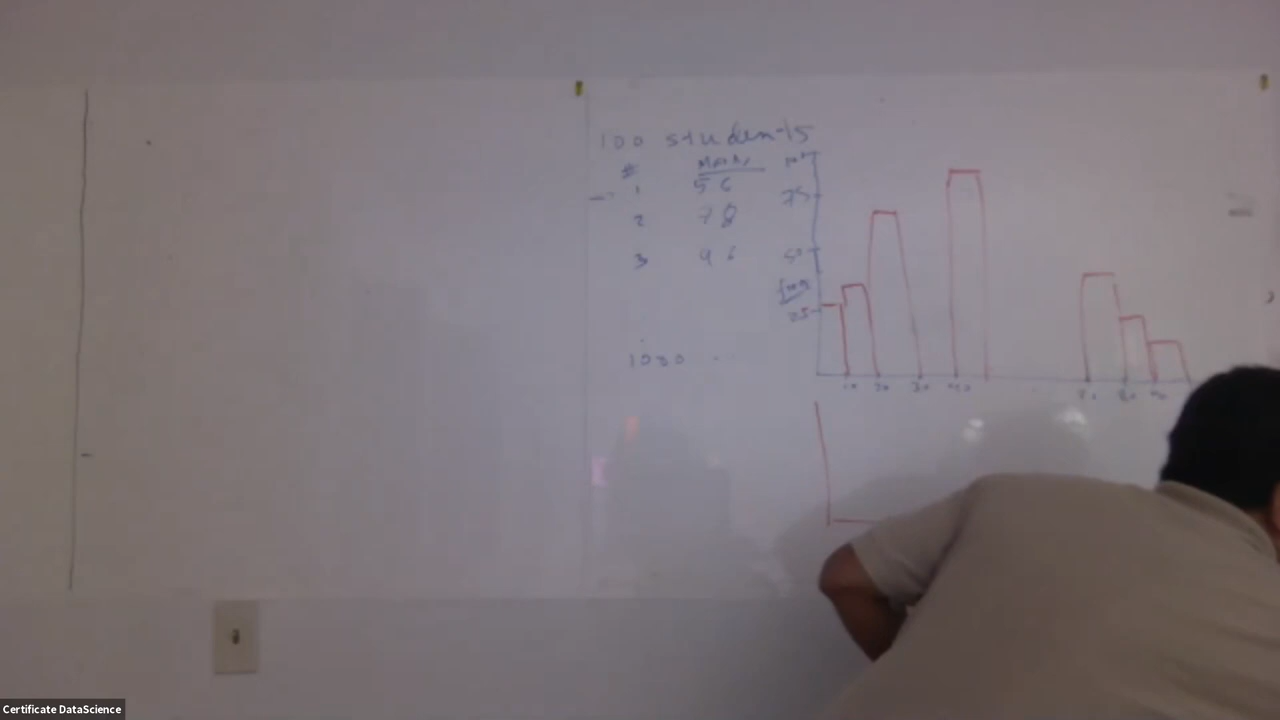 100 students
# Marks
1 56
2 78
3 96
1000
100
75
50
freq
25
10 20 30 40 70 80 90
Certificate DataScience